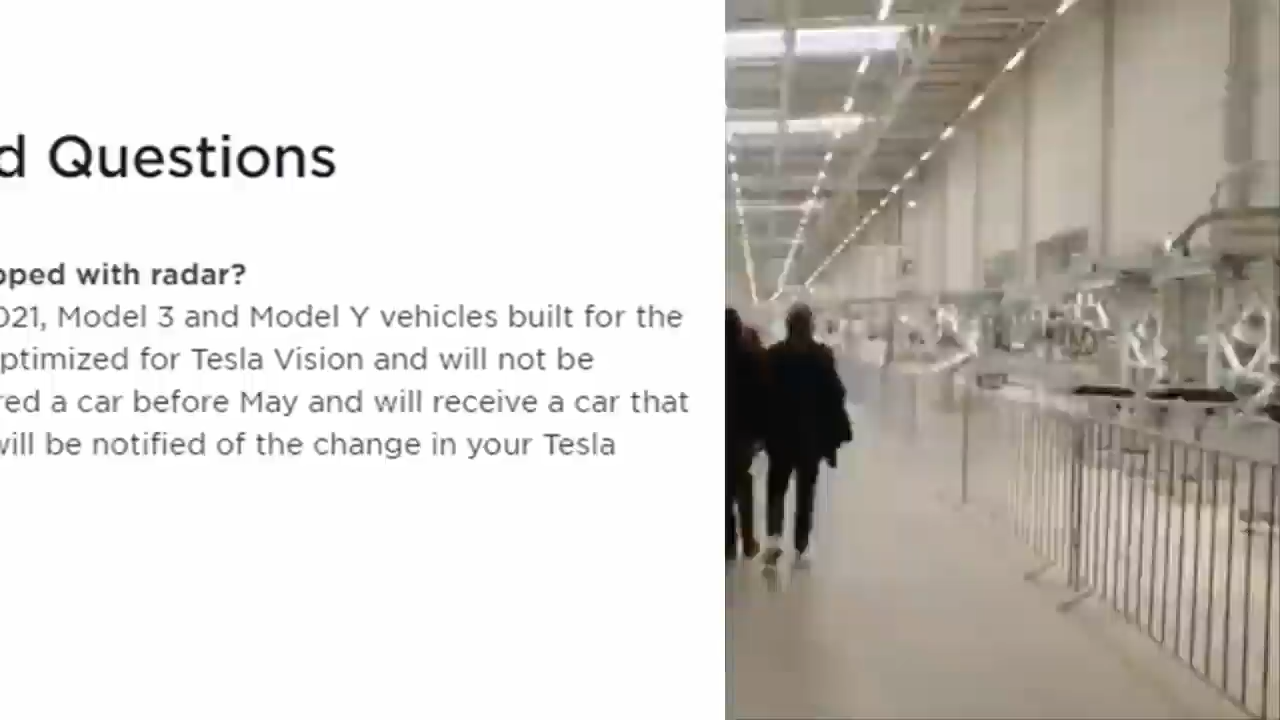 d Questions
pped with radar?
021, Model 3 and Model Y vehicles built for the
ptimized for Tesla Vision and will not be
red a car before May and will receive a car that
will be notified of the change in your Tesla